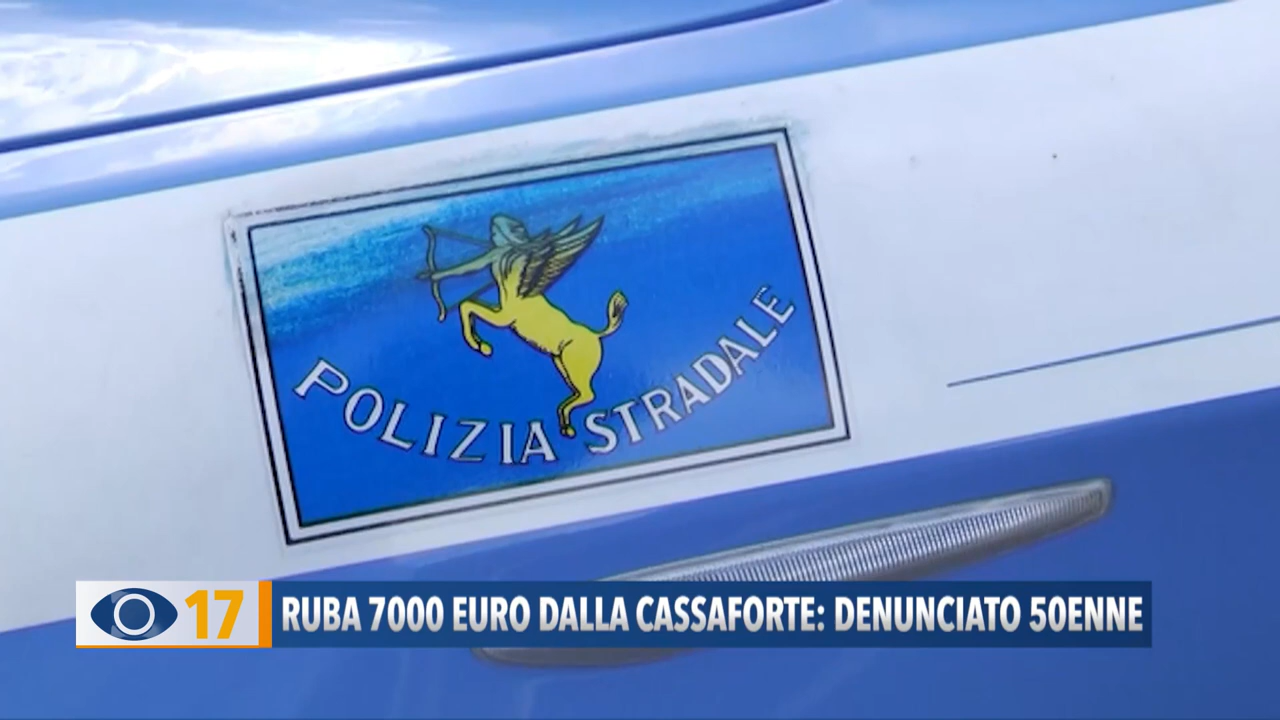 POLIZIA STRADALE
17 RUBA 7000 EURO DALLA CASSAFORTE: DENUNCIATO 50ENNE